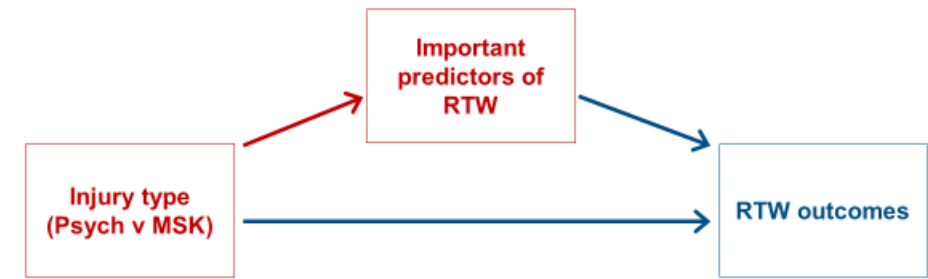 Important
predictors of
RTW
Injury type
(Psych v MSK)
RTW outcomes